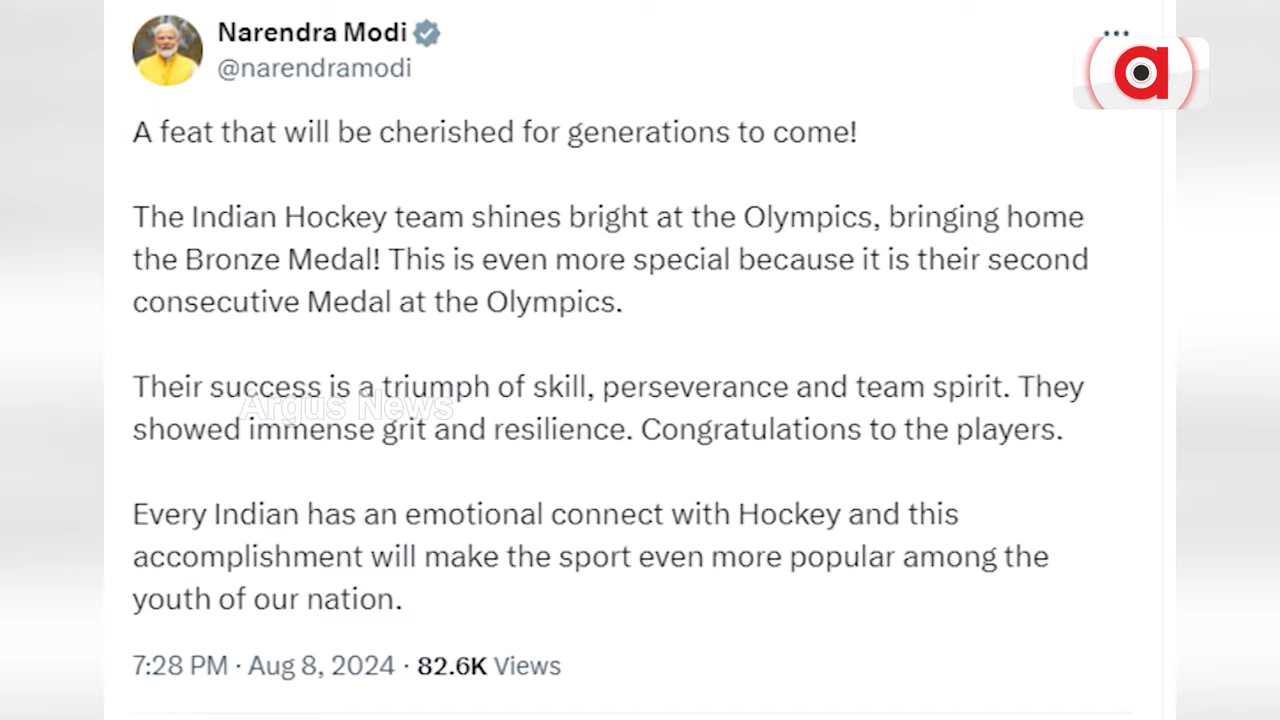 Narendra Modi
@narendramodi
A feat that will be cherished for generations to come!
The Indian Hockey team shines bright at the Olympics, bringing home
the Bronze Medal! This is even more special because it is their second
consecutive Medal at the Olympics.
Their success is a triumph of skill, perseverance and team spirit. They
Argus News
showed immense grit and resilience. Congratulations to the players.
Every Indian has an emotional connect with Hockey and this
accomplishment will make the sport even more popular among the
youth of our nation.
7:28 PM · Aug 8, 2024 · 82.6K Views